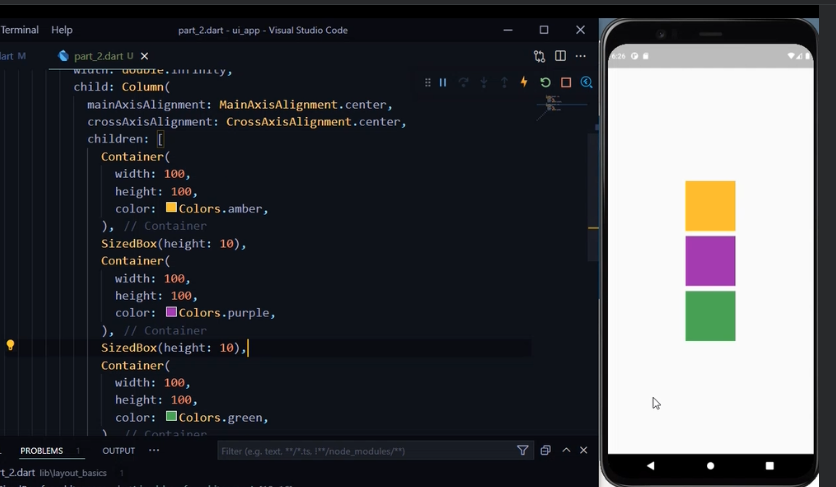 Terminal Help
part_2.dart - ui_app - Visual Studio Code
dart M
part_2.dart U
width: double.infinity,
child: Column(
mainAxisAlignment: MainAxisAlignment.center,
crossAxisAlignment: CrossAxisAlignment.center,
children: [
Container(
width: 100,
height: 100,
color: Colors.amber,
), // Container
SizedBox(height: 10),
Container(
width: 100,
height: 100,
color: Colors.purple,
), // Container
SizedBox(height: 10),
Container(
width: 100,
height: 100,
color: Colors.green,
), // Container
PROBLEMS 1 OUTPUT ···
Filter (e.g. text, **/*.ts, !**/node_modules/**)
rt_2.dart lib\layout_basics 1
6:26